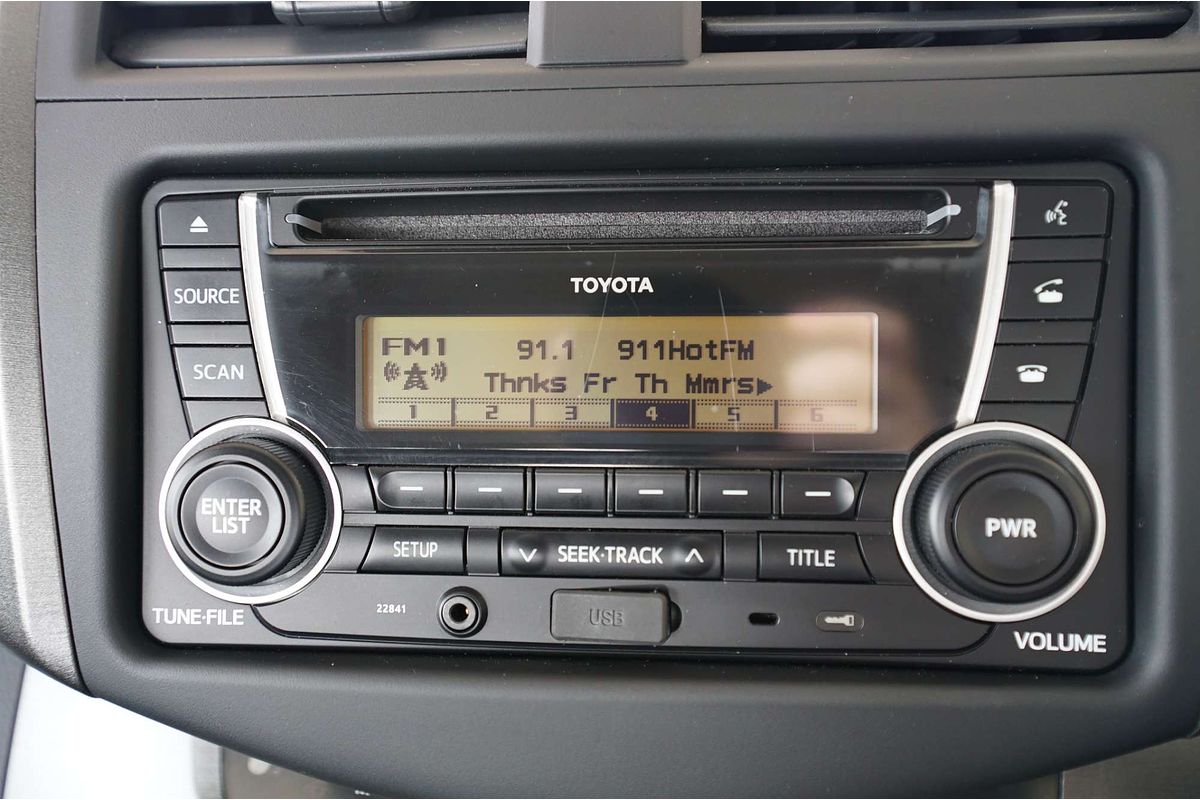 SOURCE
TOYOTA
FM1 91.1 911HotFM
Thnks Fr Th Mmrs
SCAN
1 2 3 4 5 6
ENTER
LIST
PWR
SETUP
SEEK·TRACK
TITLE
TUNE·FILE
22841
USB
VOLUME